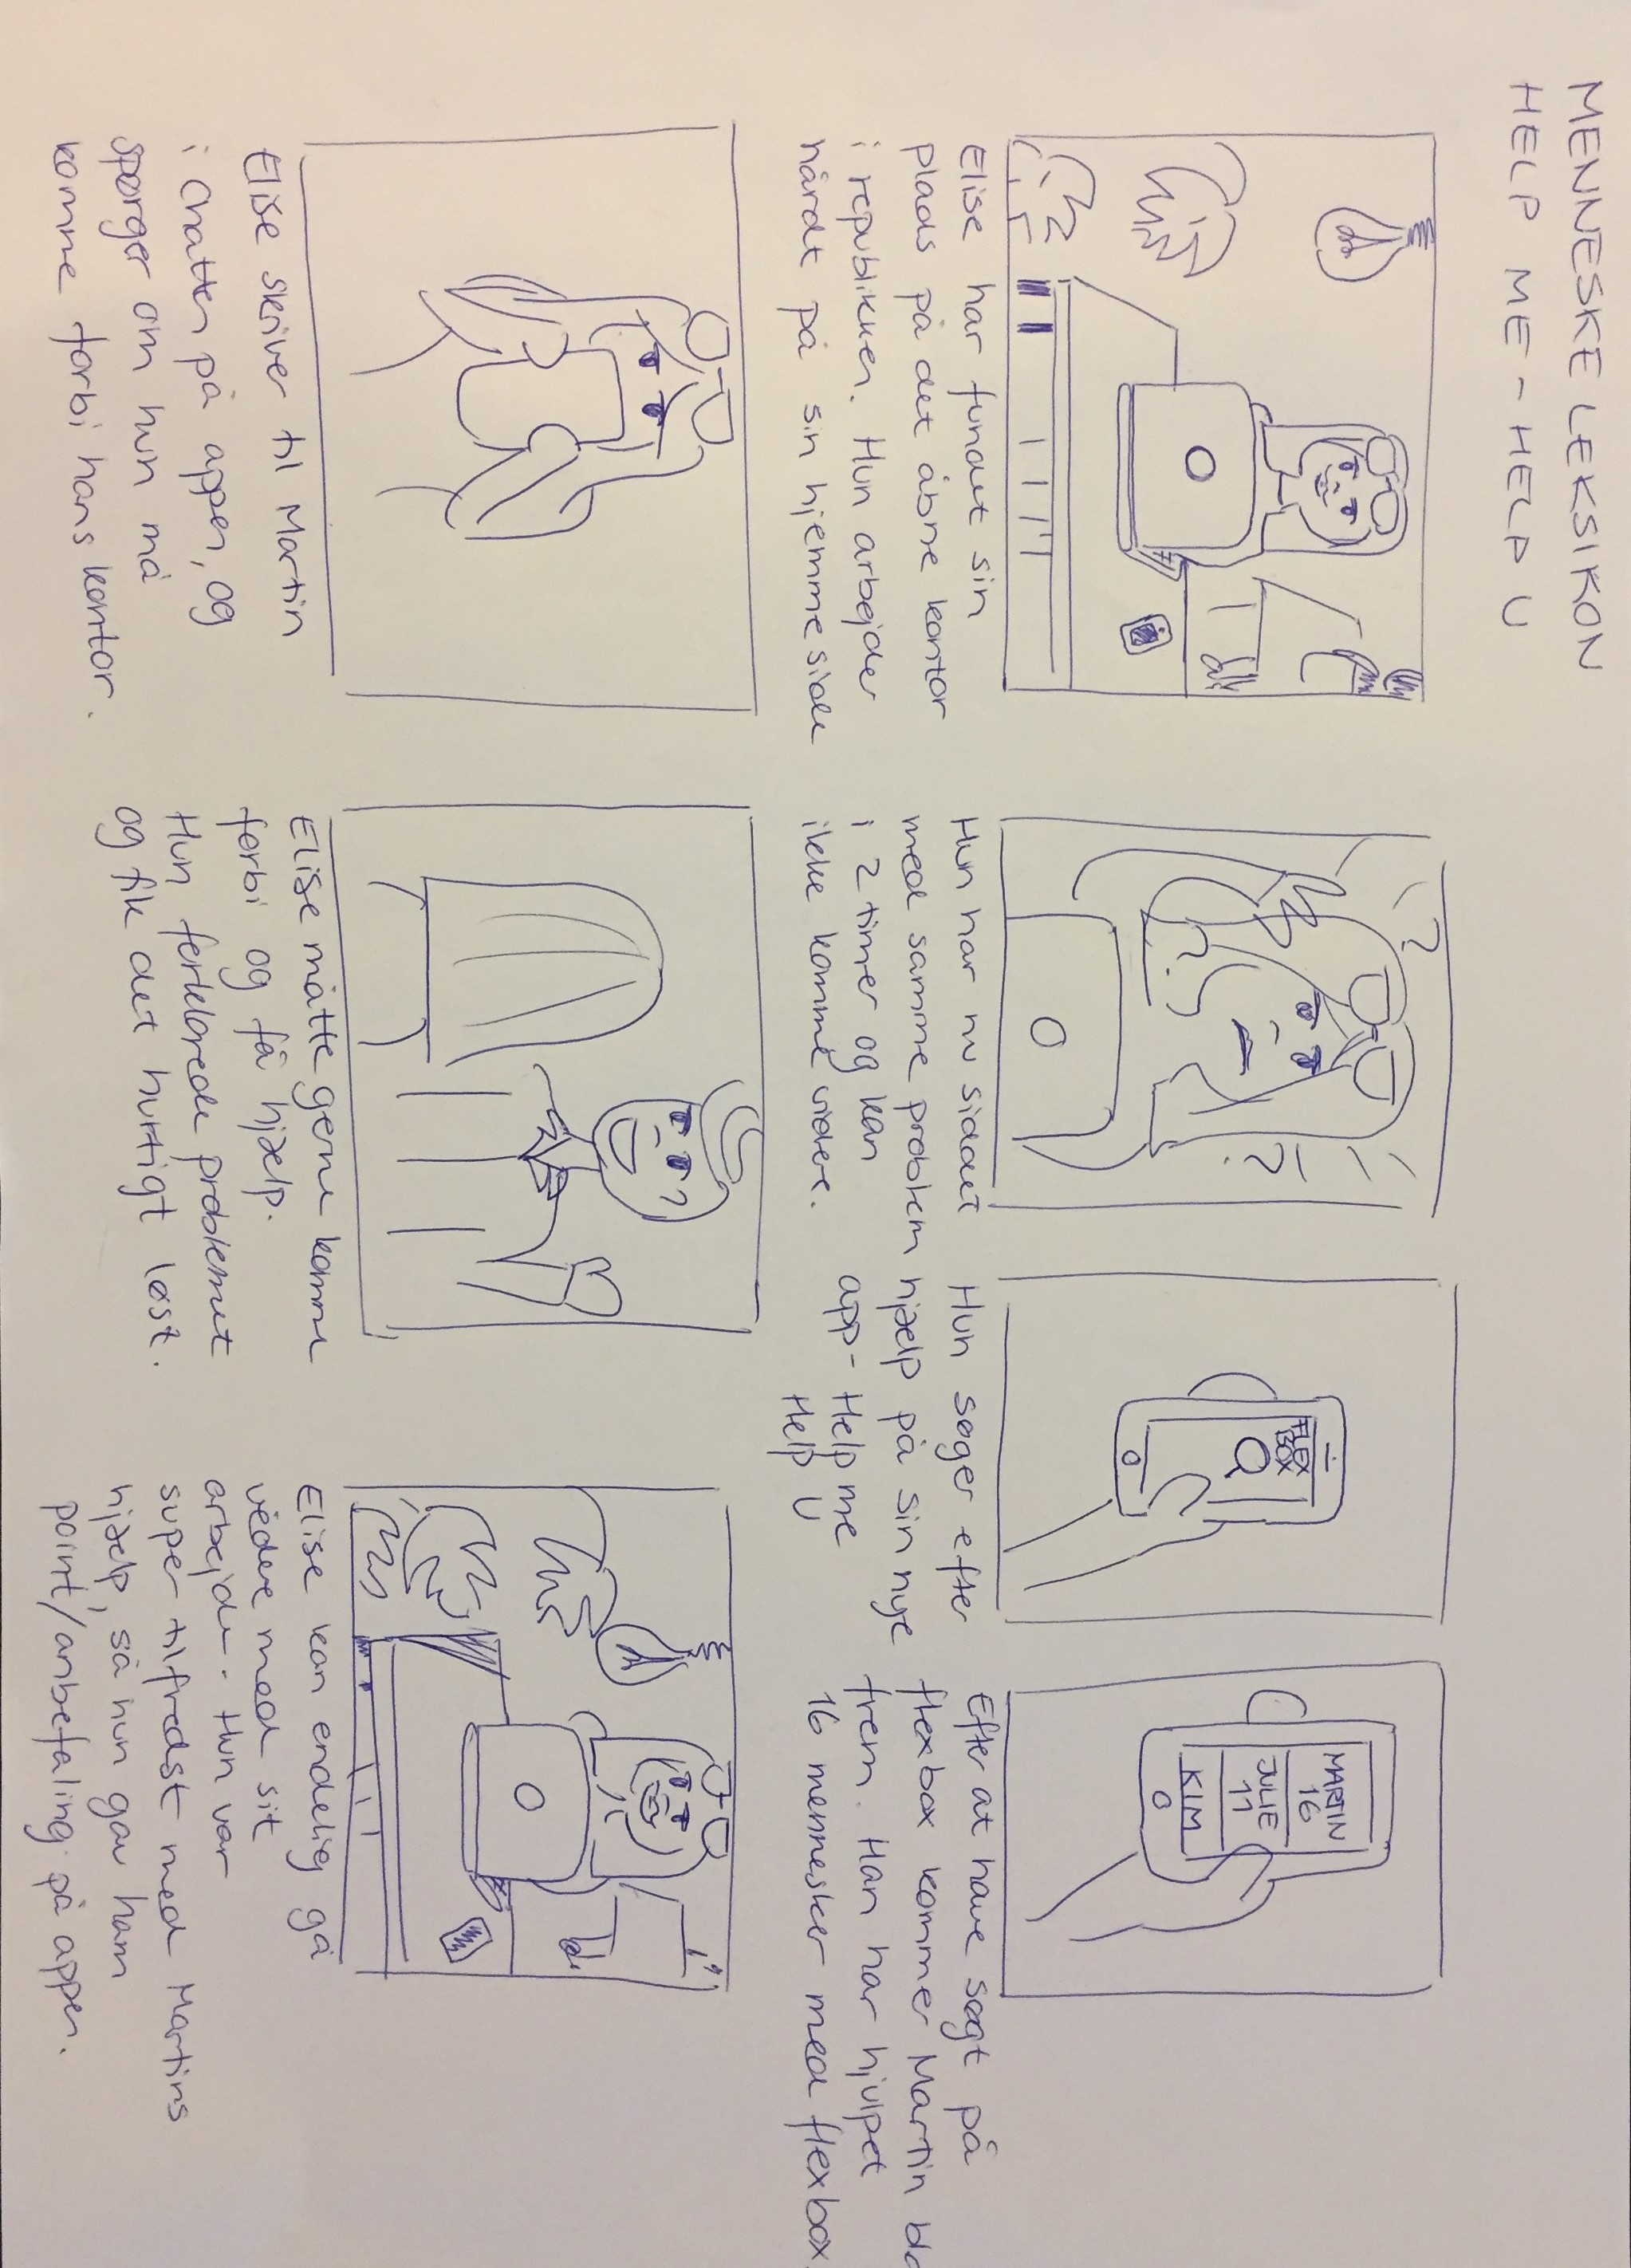 MENNESKE LEKSIKON
HELP ME - HELP U
Elise har fundet sin
plads på det åbne kontor
i republikken. Hun arbejder
hårdt på sin hjemmeside
?
?
?
Hun har nu siddet
med samme problem
i 2 timer og kan
ikke komme videre.
FLEX
BOX
Hun søger efter
hjælp på sin nye
app - Help me
Help U
MARTIN
16
JULIE
11
KIM
Efter at have søgt på
flexbox kommer Martin bl.a
frem. Han har hjulpet
16 mennesker med flexbox.
Elise skriver til Martin
i chatten på appen, og
spørger om hun må
komme forbi hans kontor.
Elise måtte gerne komme
forbi og få hjælp.
Hun forklarede problemet
og fik det hurtigt løst.
Elise kan endelig gå
videre med sit
arbejde. Hun var
super tilfredst med Martins
hjælp, så hun gav ham
point/anbefaling på appen.